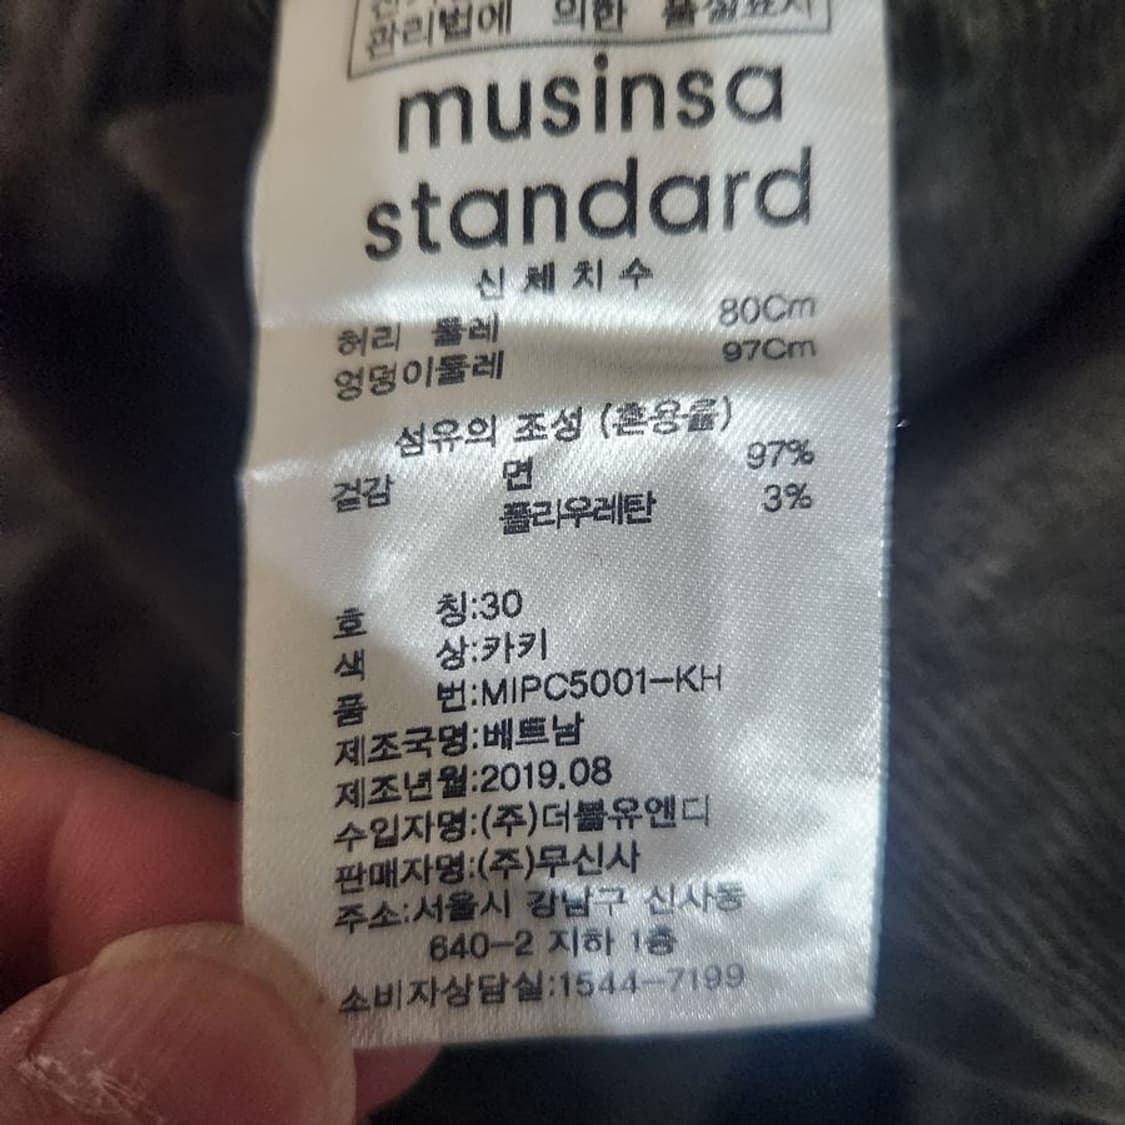 관리법에 의한 품질표시
musinsa
standard
신체치수
허리 둘레 80Cm
엉덩이둘레 97Cm
섬유의 조성 (혼용율)
겉감 면 97%
폴리우레탄 3%
호 칭:30
색 상:카키
품 번:MIPC5001-KH
제조국명:베트남
제조년월:2019.08
수입자명:(주)더블유엔디
판매자명:(주)무신사
주소:서울시 강남구 신사동
640-2 지하 1층
소비자상담실:1544-7199